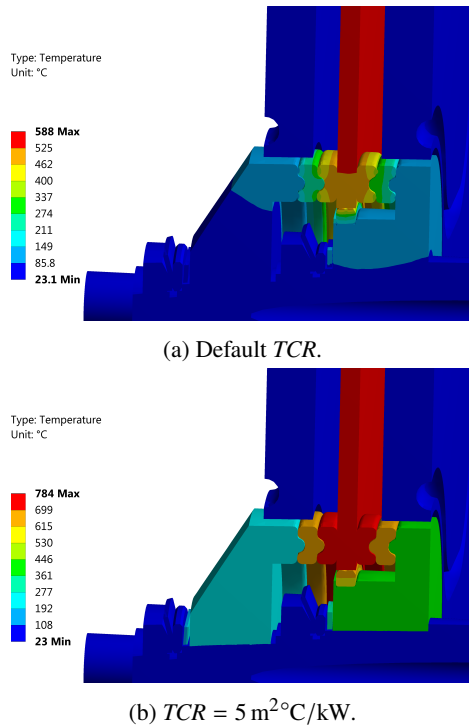 Type: Temperature
Unit: °C
588 Max
525
462
400
337
274
211
149
85.8
23.1 Min
(a) Default TCR.
Type: Temperature
Unit: °C
784 Max
699
615
530
446
361
277
192
108
23 Min
(b) TCR = 5 m²°C/kW.